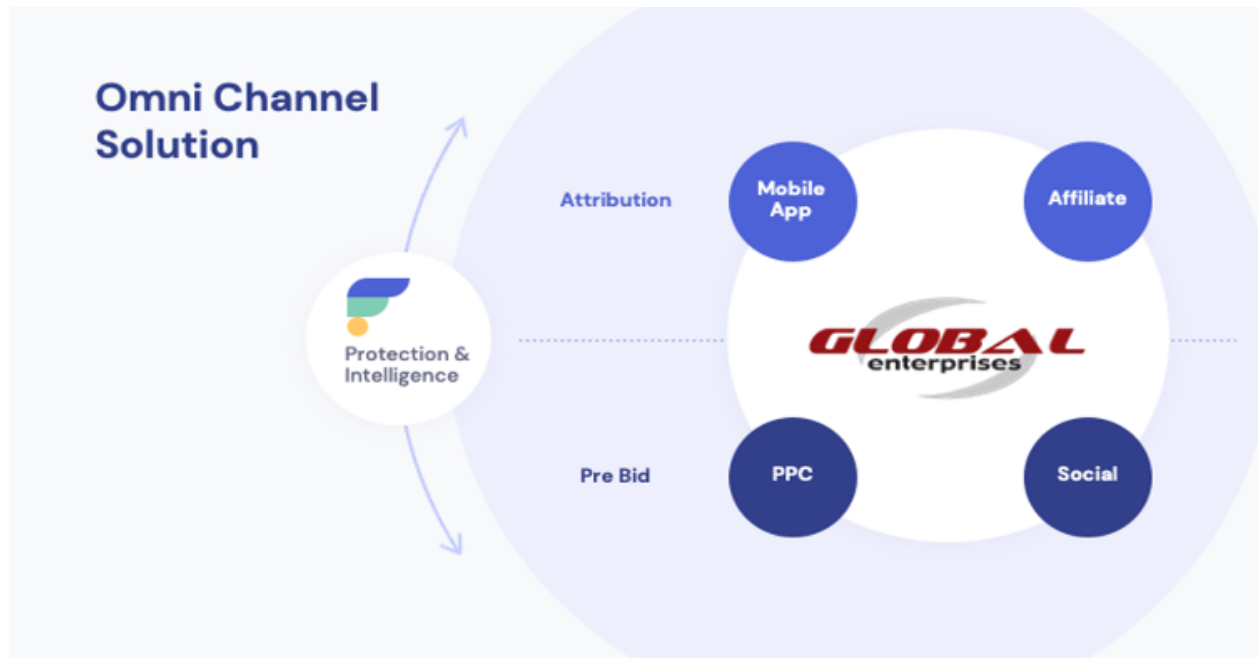 Omni Channel
Solution
Attribution
Mobile
App
Affiliate
Protection &
Intelligence
GLOBAL
enterprises
Pre Bid
PPC
Social